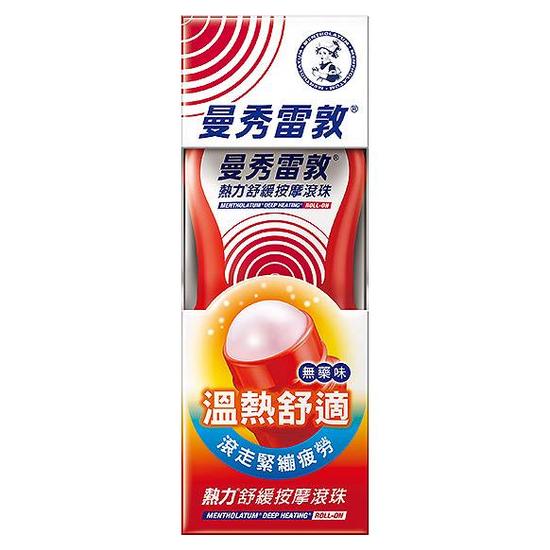 MENTHOLATUM
曼秀雷敦®
曼秀雷敦®
熱力舒緩按摩滾珠
MENTHOLATUM® DEEP HEATING® ROLL-ON
無藥味
溫熱舒適
滾走緊繃疲勞
熱力舒緩按摩滾珠
MENTHOLATUM® DEEP HEATING® ROLL-ON